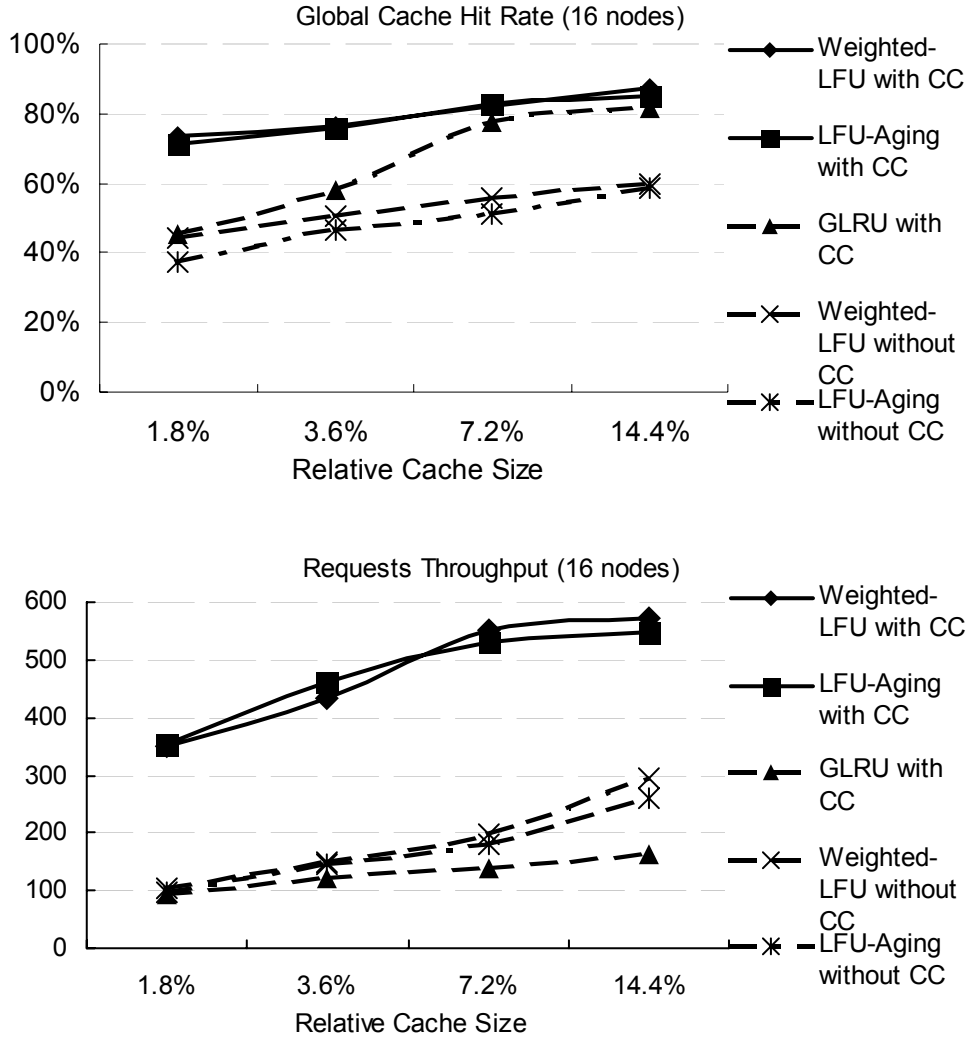 Global Cache Hit Rate (16 nodes)
100%
80%
60%
40%
20%
0%
1.8%
3.6%
7.2%
14.4%
Relative Cache Size
Weighted-
LFU with CC
LFU-Aging
with CC
GLRU with
CC
Weighted-
LFU without
CC
LFU-Aging
without CC
Requests Throughput (16 nodes)
600
500
400
300
200
100
0
1.8%
3.6%
7.2%
14.4%
Relative Cache Size
Weighted-
LFU with CC
LFU-Aging
with CC
GLRU with
CC
Weighted-
LFU without
CC
LFU-Aging
without CC